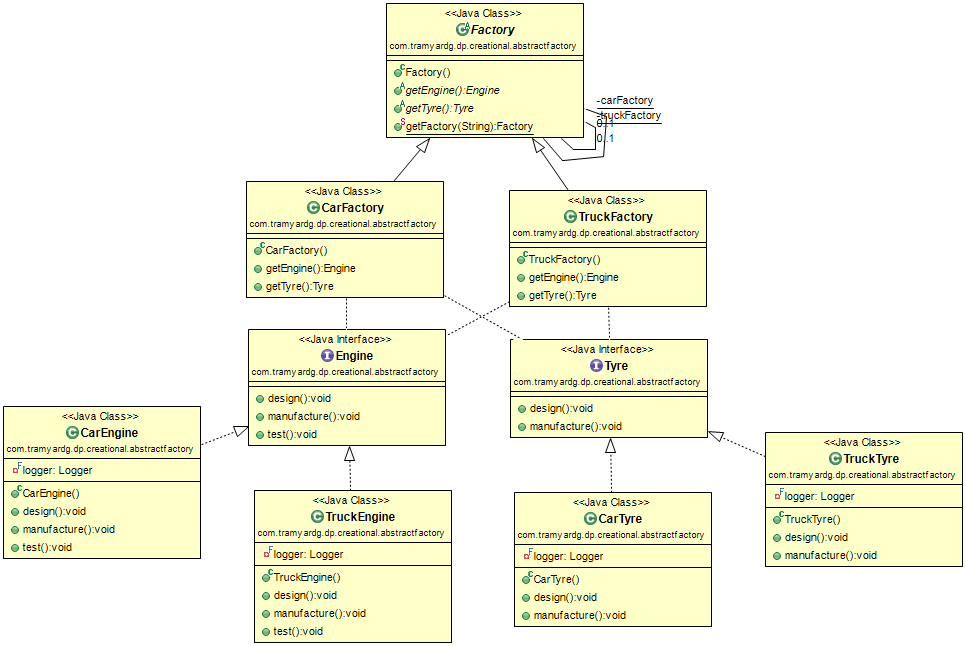 <<Java Class>>
Factory
com.tramyardg.dp.creational.abstractfactory
Factory()
getEngine():Engine
getTyre():Tyre
getFactory(String):Factory
-carFactory
0..1
-truckFactory
0..1
<<Java Class>>
CarFactory
com.tramyardg.dp.creational.abstractfactory
CarFactory()
getEngine():Engine
getTyre():Tyre
<<Java Class>>
TruckFactory
com.tramyardg.dp.creational.abstractfactory
TruckFactory()
getEngine():Engine
getTyre():Tyre
<<Java Interface>>
Engine
com.tramyardg.dp.creational.abstractfactory
design():void
manufacture():void
test():void
<<Java Interface>>
Tyre
com.tramyardg.dp.creational.abstractfactory
design():void
manufacture():void
<<Java Class>>
CarEngine
com.tramyardg.dp.creational.abstractfactory
logger: Logger
CarEngine()
design():void
manufacture():void
test():void
<<Java Class>>
TruckEngine
com.tramyardg.dp.creational.abstractfactory
logger: Logger
TruckEngine()
design():void
manufacture():void
test():void
<<Java Class>>
CarTyre
com.tramyardg.dp.creational.abstractfactory
logger: Logger
CarTyre()
design():void
manufacture():void
<<Java Class>>
TruckTyre
com.tramyardg.dp.creational.abstractfactory
logger: Logger
TruckTyre()
design():void
manufacture():void